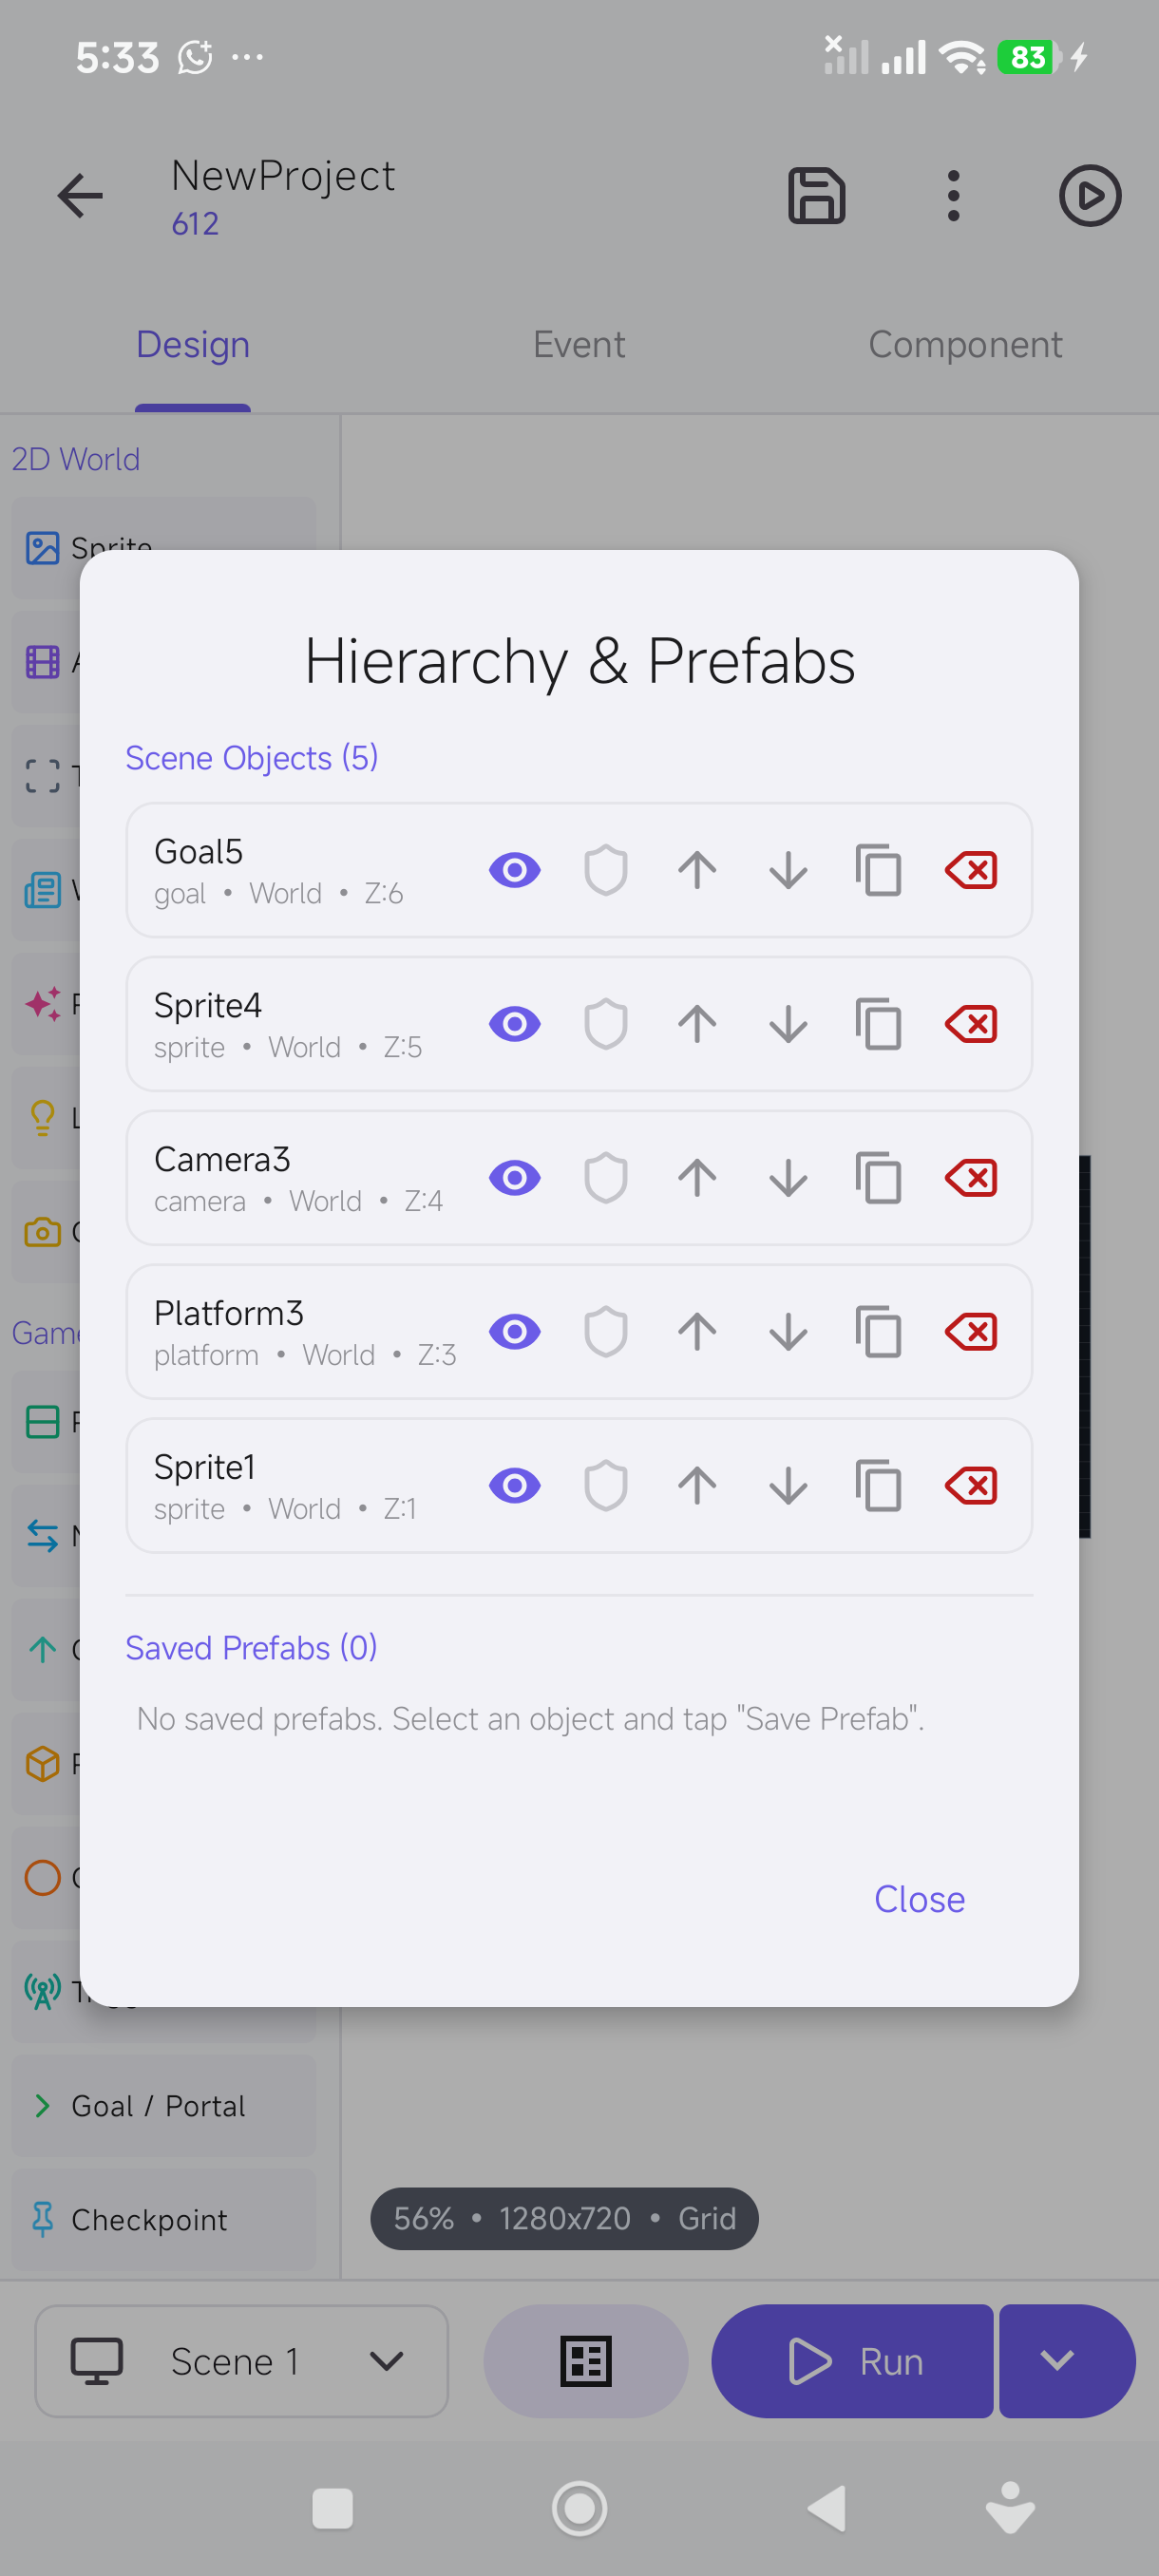 5:33
83
NewProject
612
Design Event Component
2D World
Sprite
Hierarchy & Prefabs
Scene Objects (5)
Goal5
goal • World • Z:6
Sprite4
sprite • World • Z:5
Camera3
camera • World • Z:4
Platform3
platform • World • Z:3
Sprite1
sprite • World • Z:1
Saved Prefabs (0)
No saved prefabs. Select an object and tap "Save Prefab".
Close
Goal / Portal
Checkpoint
56% • 1280x720 • Grid
Scene 1
Run